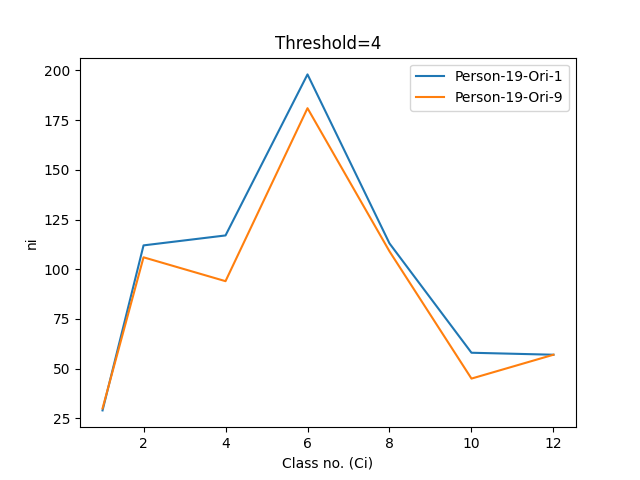 Threshold=4
Person-19-Ori-1
Person-19-Ori-9
200
175
150
125
100
75
50
25
ni
2 4 6 8 10 12
Class no. (Ci)